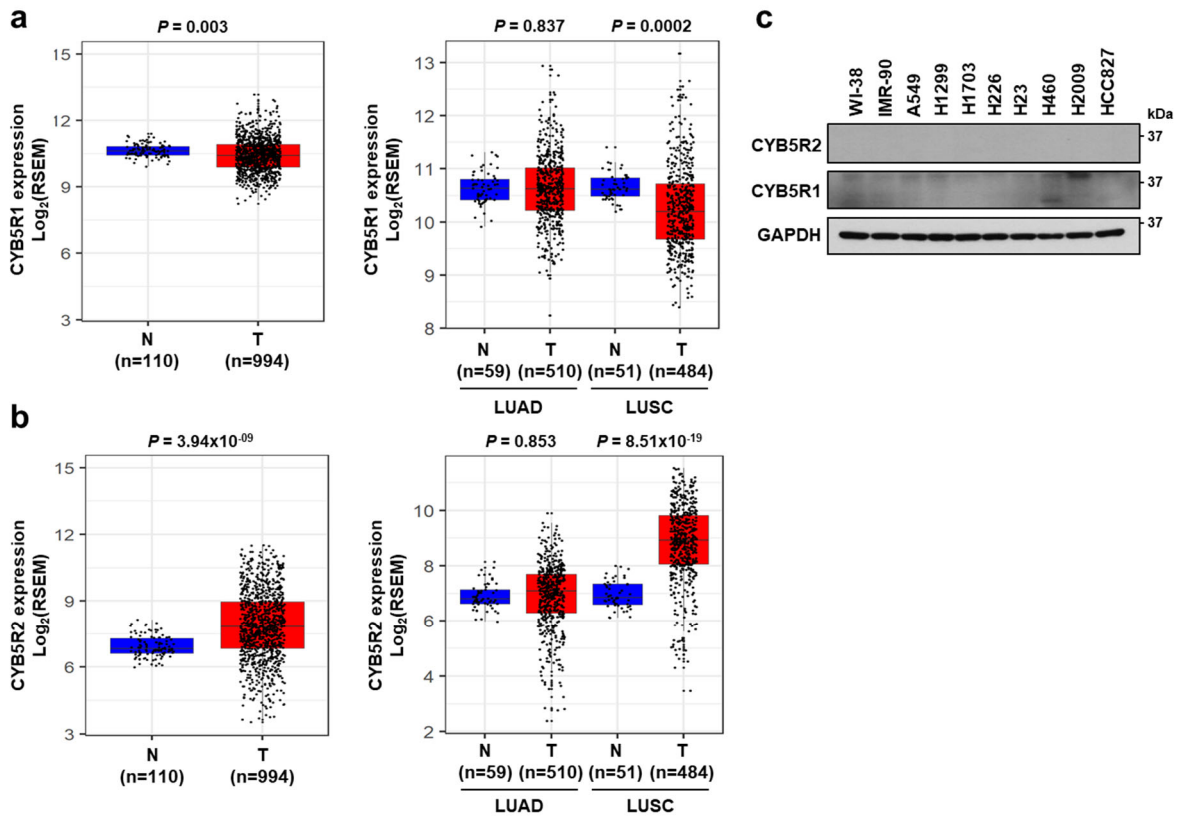 a
P = 0.003
CYB5R1 expression
Log2(RSEM)
15
12
9
6
3
N
T
(n=110)
(n=994)
P = 0.837
P = 0.0002
CYB5R1 expression
Log2(RSEM)
13
12
11
10
9
8
N
T
N
T
(n=59)
(n=510)
(n=51)
(n=484)
LUAD
LUSC
b
P = 3.94x10-09
CYB5R2 expression
Log2(RSEM)
15
12
9
6
3
N
T
(n=110)
(n=994)
P = 0.853
P = 8.51x10-19
CYB5R2 expression
Log2(RSEM)
10
8
6
4
2
N
T
N
T
(n=59)
(n=510)
(n=51)
(n=484)
LUAD
LUSC
c
WI-38
IMR-90
A549
H1299
H1703
H226
H23
H460
H2009
HCC827
kDa
CYB5R2
37
CYB5R1
37
GAPDH
37